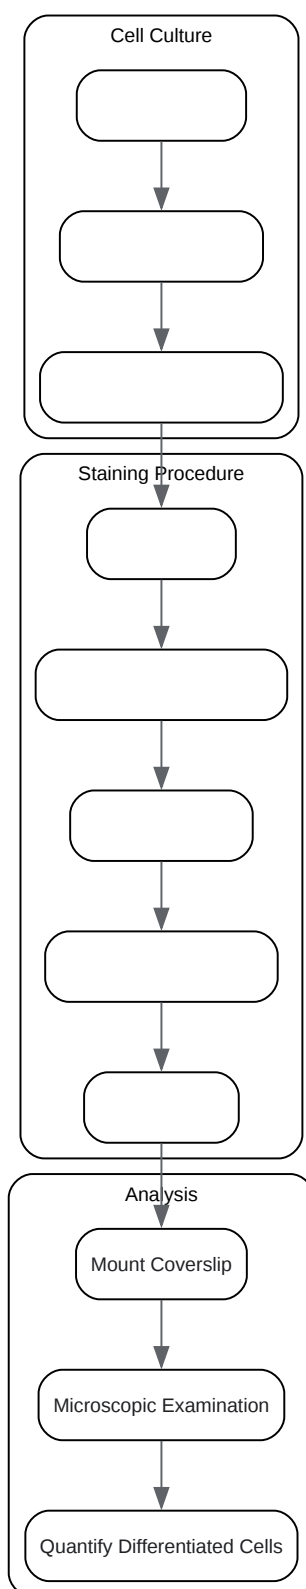 Cell Culture
Staining Procedure
Analysis
Mount Coverslip
Microscopic Examination
Quantify Differentiated Cells